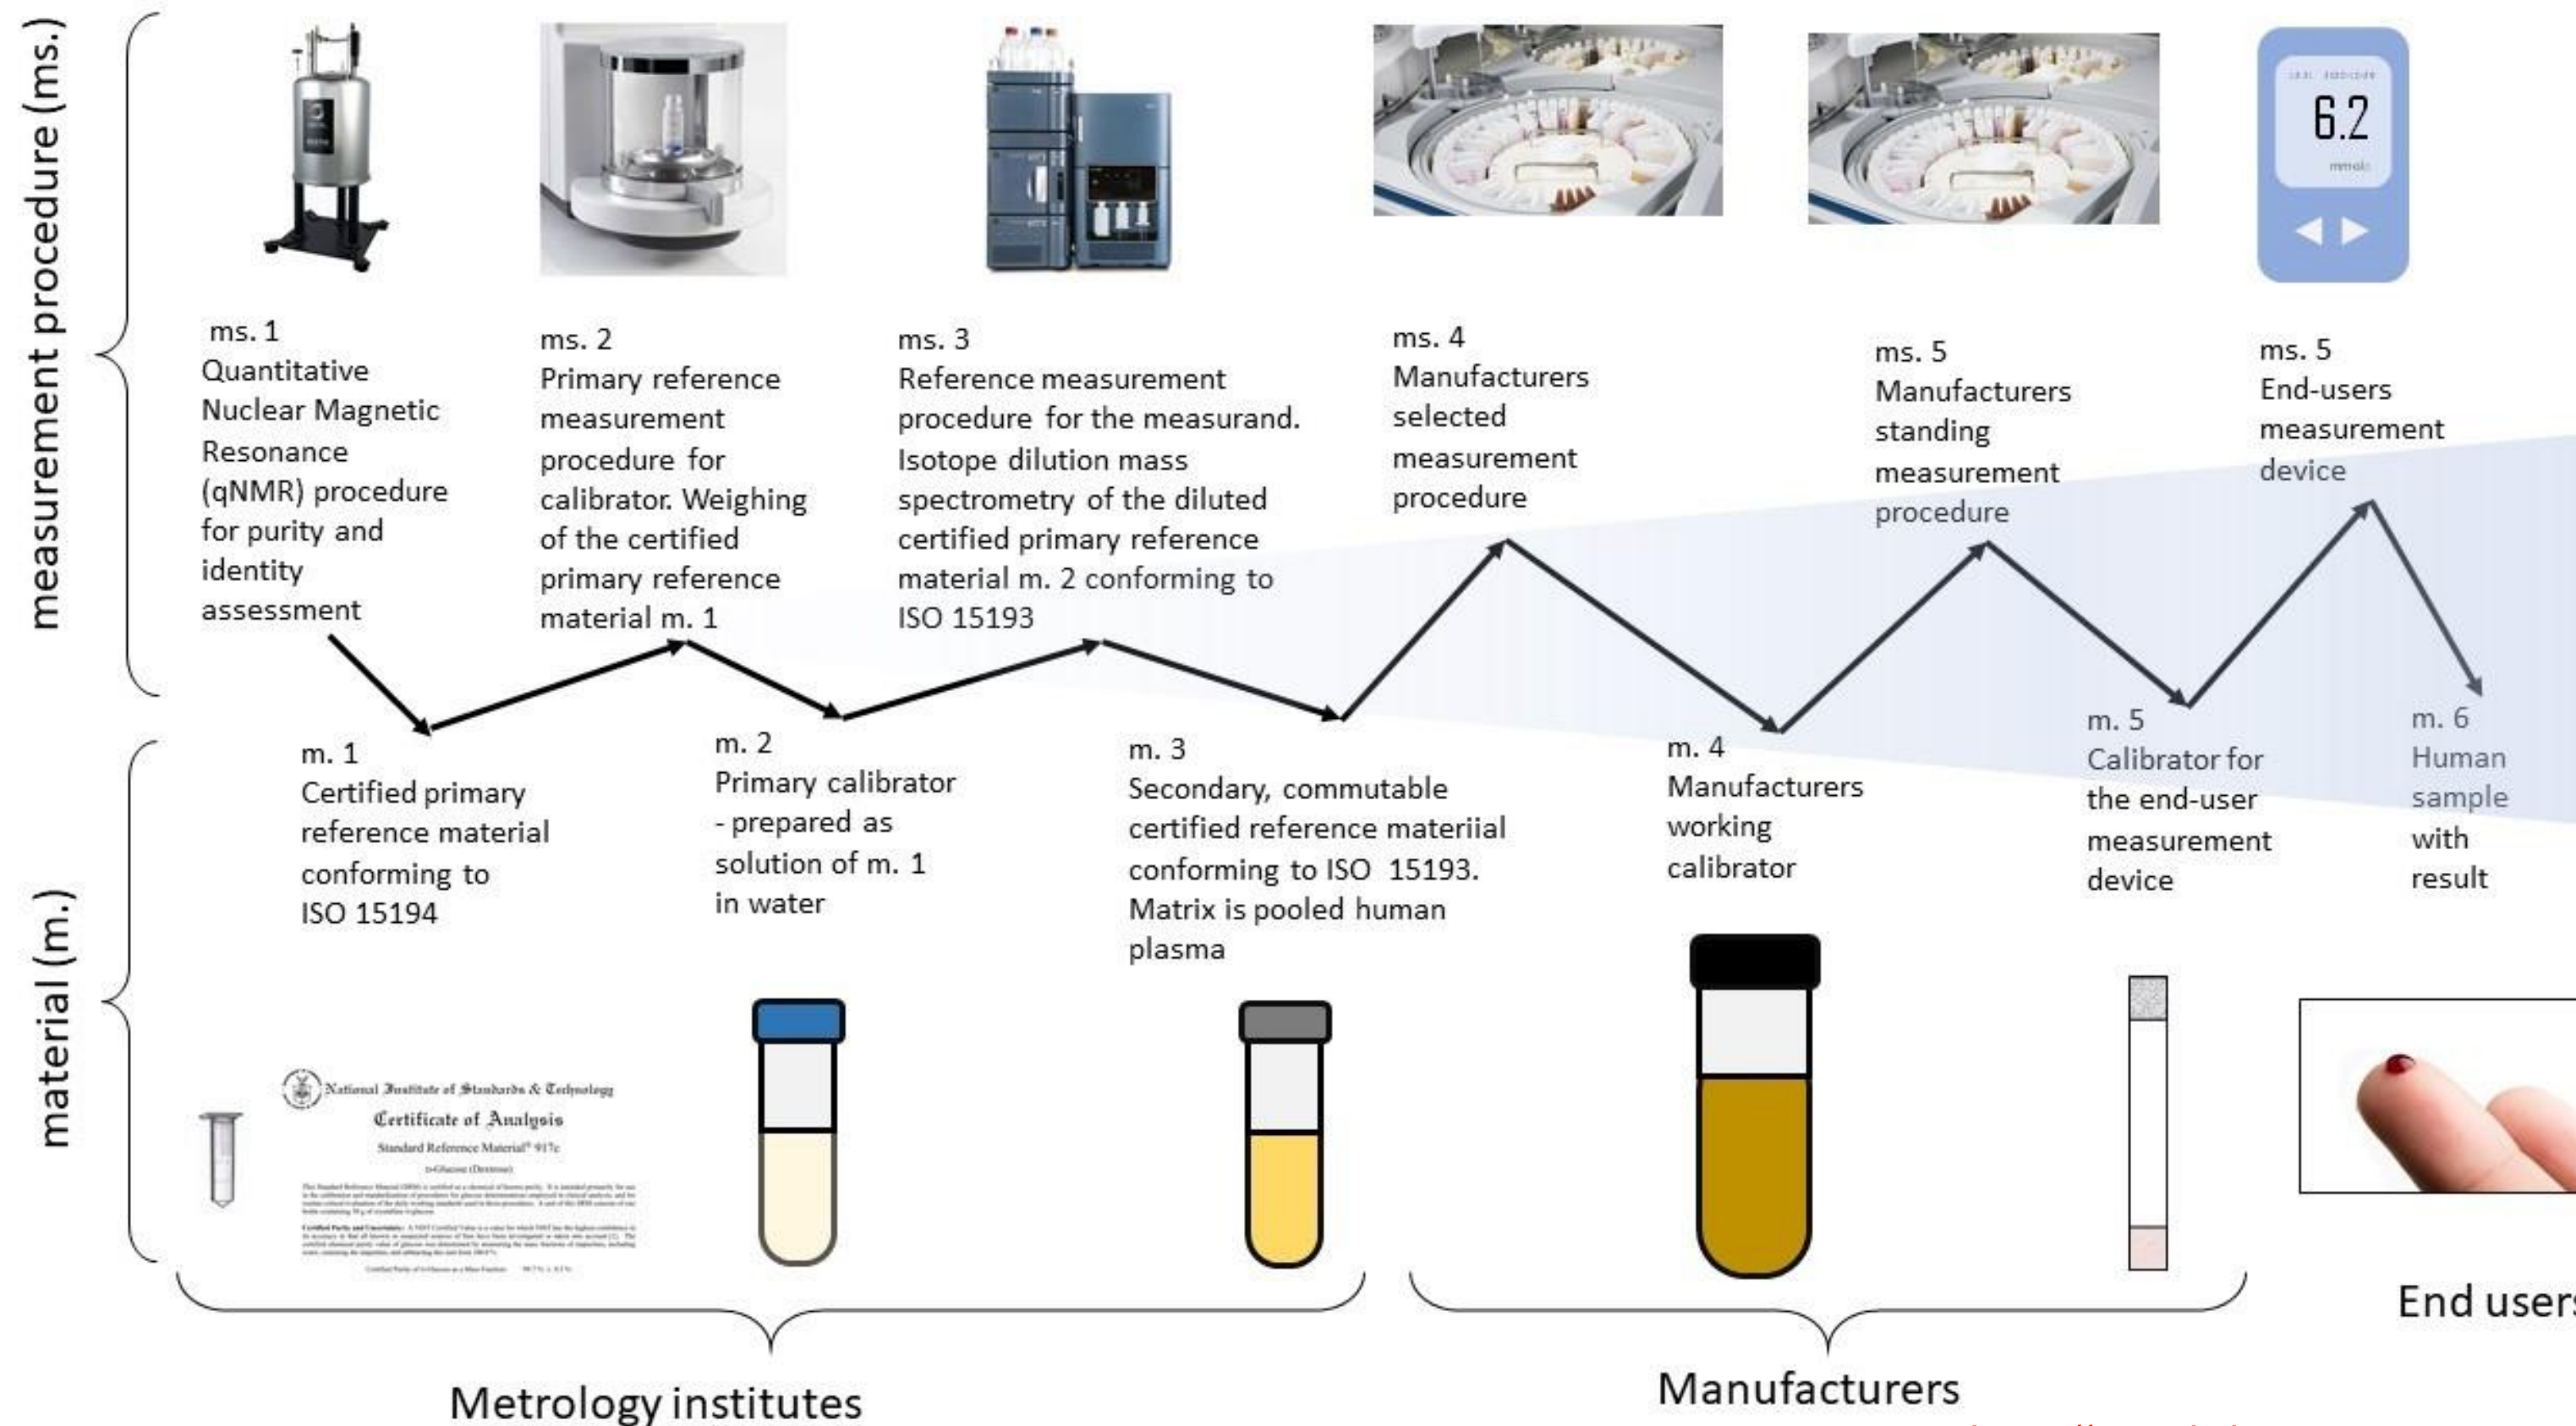 measurement procedure (ms.)
6.2
ms. 1
Quantitative
Nuclear Magnetic
Resonance
(qNMR) procedure
for purity and
identity
assessment
ms. 2
Primary reference
measurement
procedure for
calibrator. Weighing
of the certified
primary reference
material m. 1
ms. 3
Reference measurement
procedure for the measurand.
Isotope dilution mass
spectrometry of the diluted
certified primary reference
material m. 2 conforming to
ISO 15193
ms. 4
Manufacturers
selected
measurement
procedure
ms. 5
Manufacturers
standing
measurement
procedure
ms. 5
End-users
measurement
device
material (m.)
m. 1
Certified primary
reference material
conforming to
ISO 15194
m. 2
Primary calibrator
- prepared as
solution of m. 1
in water
m. 3
Secondary, commutable
certified reference materiial
conforming to ISO 15193.
Matrix is pooled human
plasma
m. 4
Manufacturers
working
calibrator
m. 5
Calibrator for
the end-user
measurement
device
m. 6
Human
sample
with
result
National Institute of Standards & Technology
Certificate of Analysis
Standard Reference Material® 917c
D-Glucose (Dextrose)
Metrology institutes
Manufacturers
End users